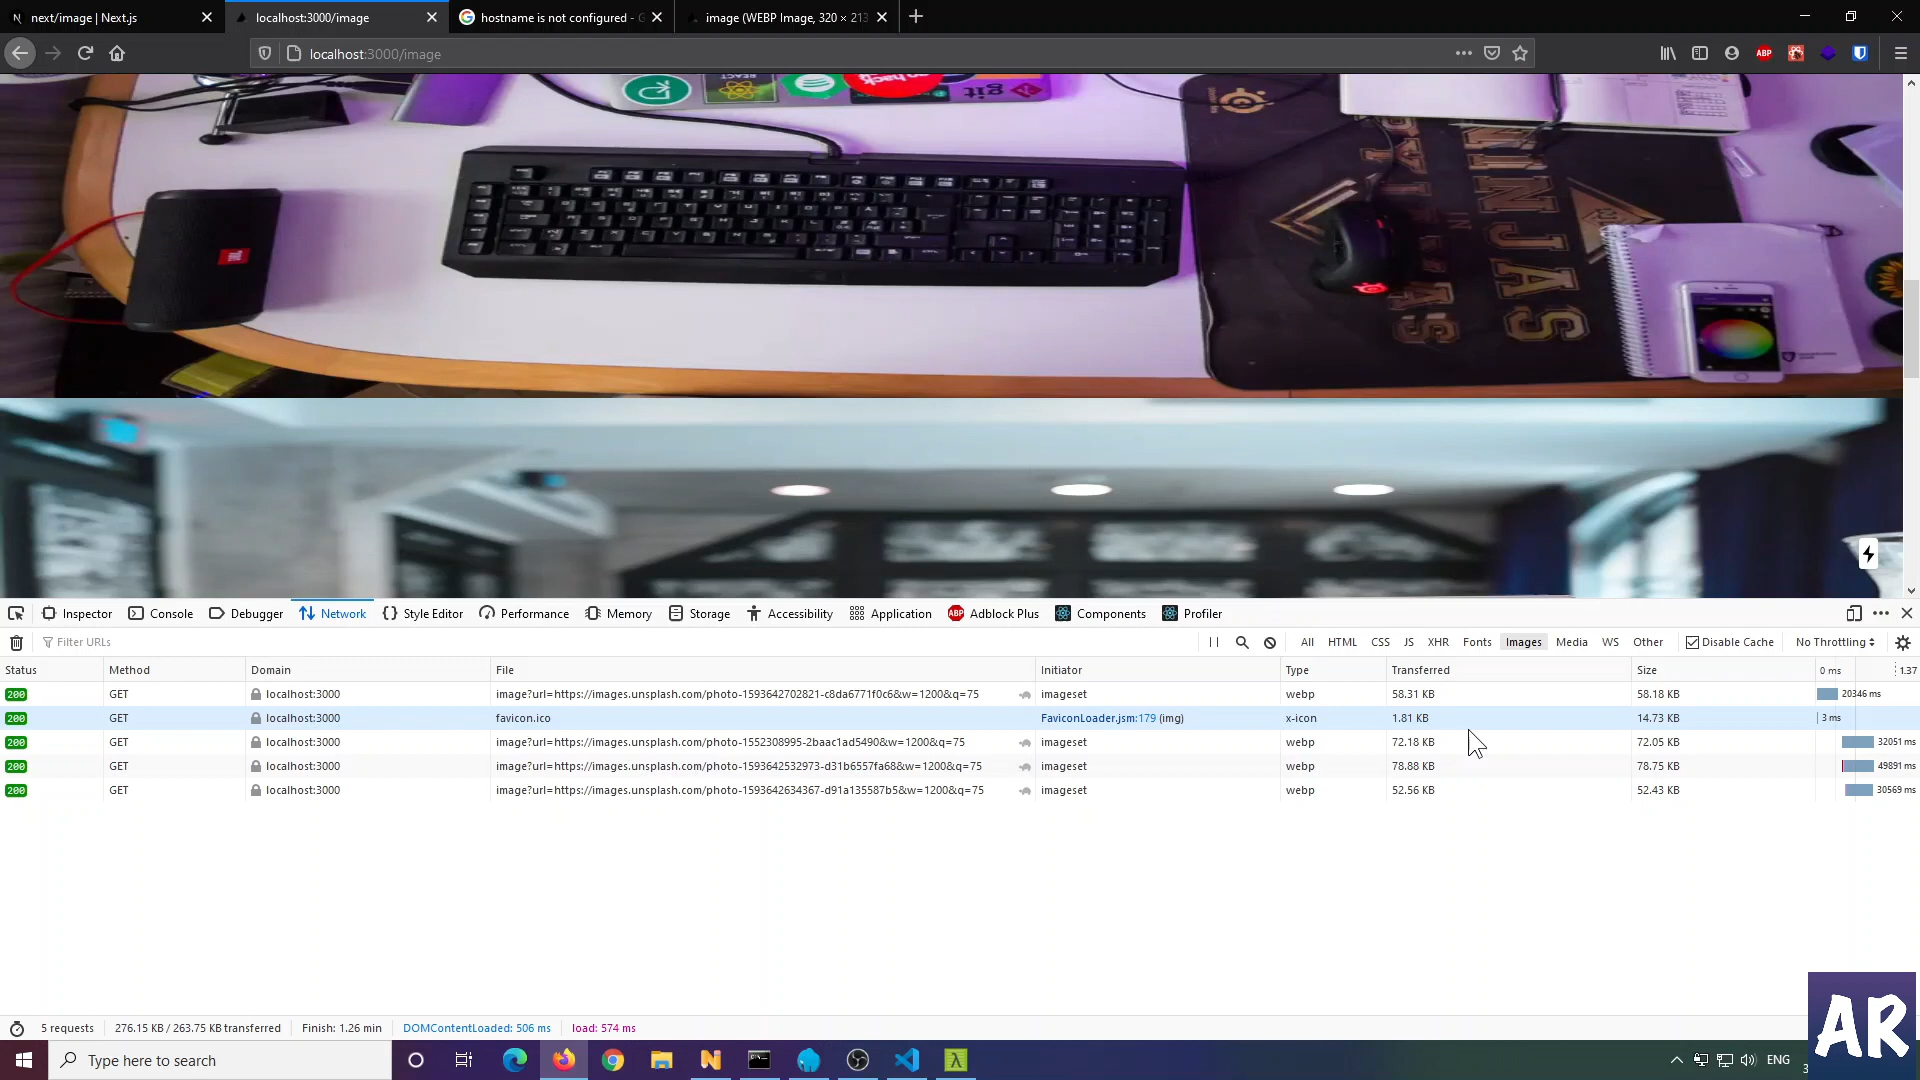 next/image | Next.js
localhost:3000/image
hostname is not configured - G
image (WEBP Image, 320 × 213
localhost:3000/image
ABP
REACT
git
JBL
NINJAS
IN
Inspector
Console
Debugger
Network
Style Editor
Performance
Memory
Storage
Accessibility
Application
ABP Adblock Plus
Components
Profiler
Filter URLs
All HTML CSS JS XHR Fonts Images Media WS Other
Disable Cache
No Throttling
Status Method Domain File Initiator Type Transferred Size 0 ms 1.37
200 GET localhost:3000 image?url=https://images.unsplash.com/photo-1593642702821-c8da6771f0c6&w=1200&q=75 imageset webp 58.31 KB 58.18 KB 20346 ms
200 GET localhost:3000 favicon.ico FaviconLoader.jsm:179 (img) x-icon 1.81 KB 14.73 KB 3 ms
200 GET localhost:3000 image?url=https://images.unsplash.com/photo-1552308995-2baac1ad5490&w=1200&q=75 imageset webp 72.18 KB 72.05 KB 32051 ms
200 GET localhost:3000 image?url=https://images.unsplash.com/photo-1593642532973-d31b6557fa68&w=1200&q=75 imageset webp 78.88 KB 78.75 KB 49891 ms
200 GET localhost:3000 image?url=https://images.unsplash.com/photo-1593642634367-d91a135587b5&w=1200&q=75 imageset webp 52.56 KB 52.43 KB 30569 ms
5 requests 276.15 KB / 263.75 KB transferred Finish: 1.26 min DOMContentLoaded: 506 ms load: 574 ms
Type here to search
ENG
AR